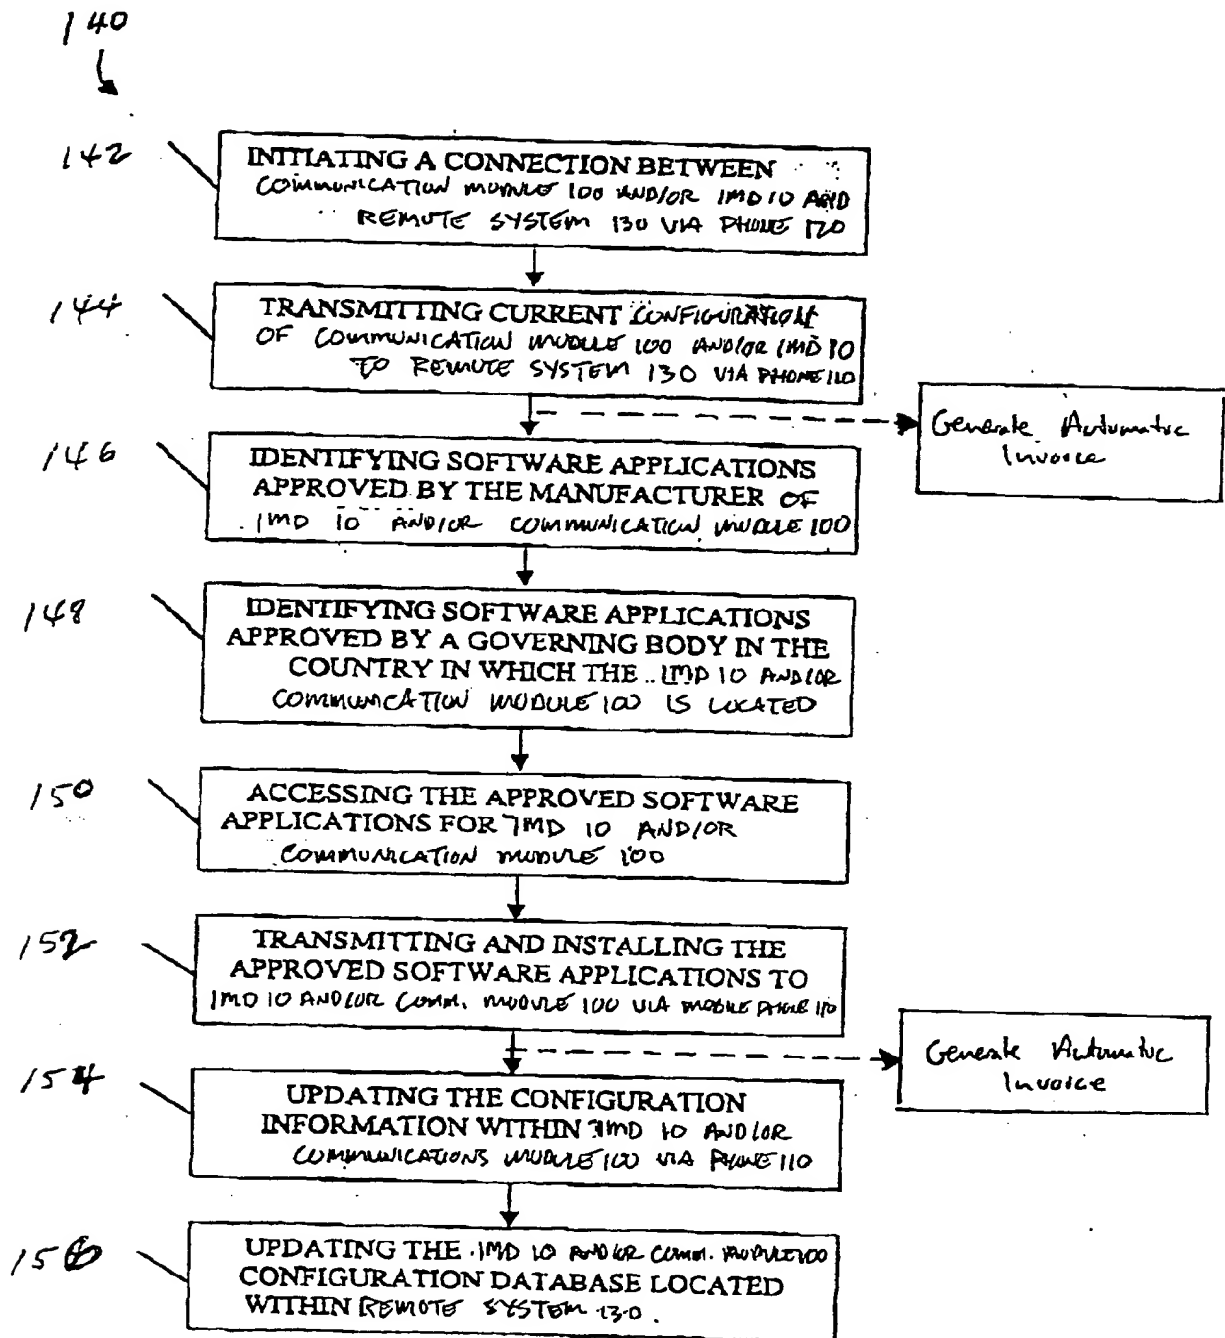 140
142
INITIATING A CONNECTION BETWEEN
COMMUNICATION MODULE 100 AND/OR IMD 10 AND
REMOTE SYSTEM 130 VIA PHONE 120
144
TRANSMITTING CURRENT CONFIGURATION
OF COMMUNICATION MODULE 100 AND/OR IMD 10
TO REMOTE SYSTEM 130 VIA PHONE 110
Generate Automatic
Invoice
146
IDENTIFYING SOFTWARE APPLICATIONS
APPROVED BY THE MANUFACTURER OF
IMD 10 AND/OR COMMUNICATION MODULE 100
148
IDENTIFYING SOFTWARE APPLICATIONS
APPROVED BY A GOVERNING BODY IN THE
COUNTRY IN WHICH THE IMD 10 AND/OR
COMMUNICATION MODULE 100 IS LOCATED
150
ACCESSING THE APPROVED SOFTWARE
APPLICATIONS FOR IMD 10 AND/OR
COMMUNICATION MODULE 100
152
TRANSMITTING AND INSTALLING THE
APPROVED SOFTWARE APPLICATIONS TO
IMD 10 AND/OR COMM. MODULE 100 VIA MOBILE PHONE 110
Generate Automatic
Invoice
154
UPDATING THE CONFIGURATION
INFORMATION WITHIN IMD 10 AND/OR
COMMUNICATIONS MODULE 100 VIA PHONE 110
156
UPDATING THE IMD 10 AND/OR COMM. MODULE 100
CONFIGURATION DATABASE LOCATED
WITHIN REMOTE SYSTEM 130.